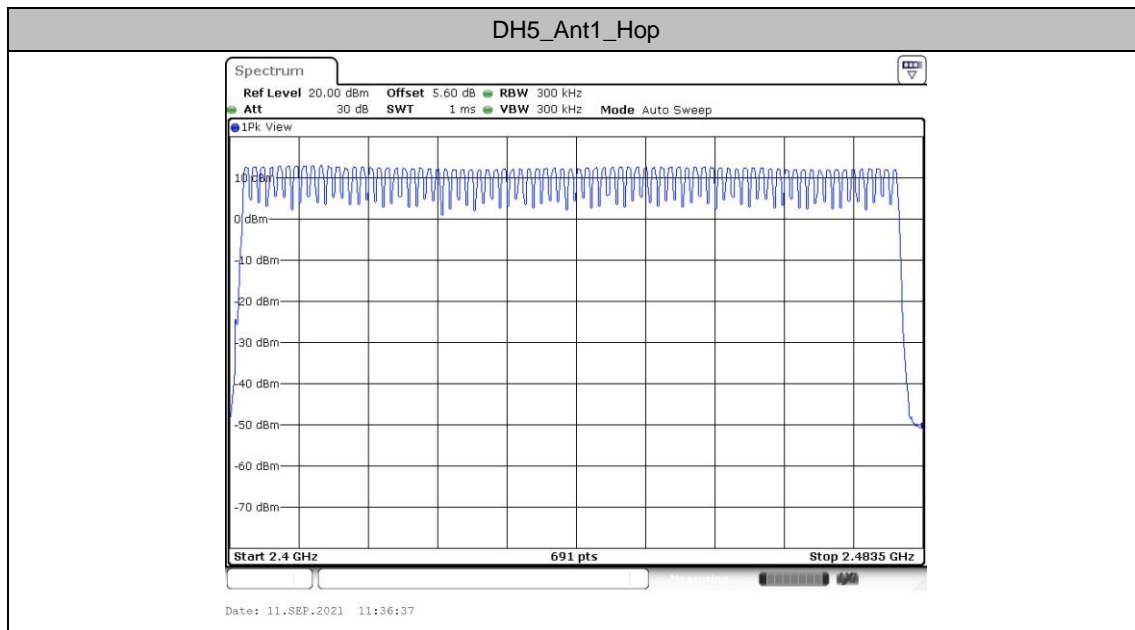 DH5_Ant1_Hop
Spectrum
Ref Level 20.00 dBm Offset 5.60 dB RBW 300 kHz
Att 30 dB SWT 1 ms VBW 300 kHz Mode Auto Sweep
1Pk View
10 dBm
0 dBm
-10 dBm
-20 dBm
-30 dBm
-40 dBm
-50 dBm
-60 dBm
-70 dBm
Start 2.4 GHz 691 pts Stop 2.4835 GHz
Date: 11.SEP.2021 11:36:37